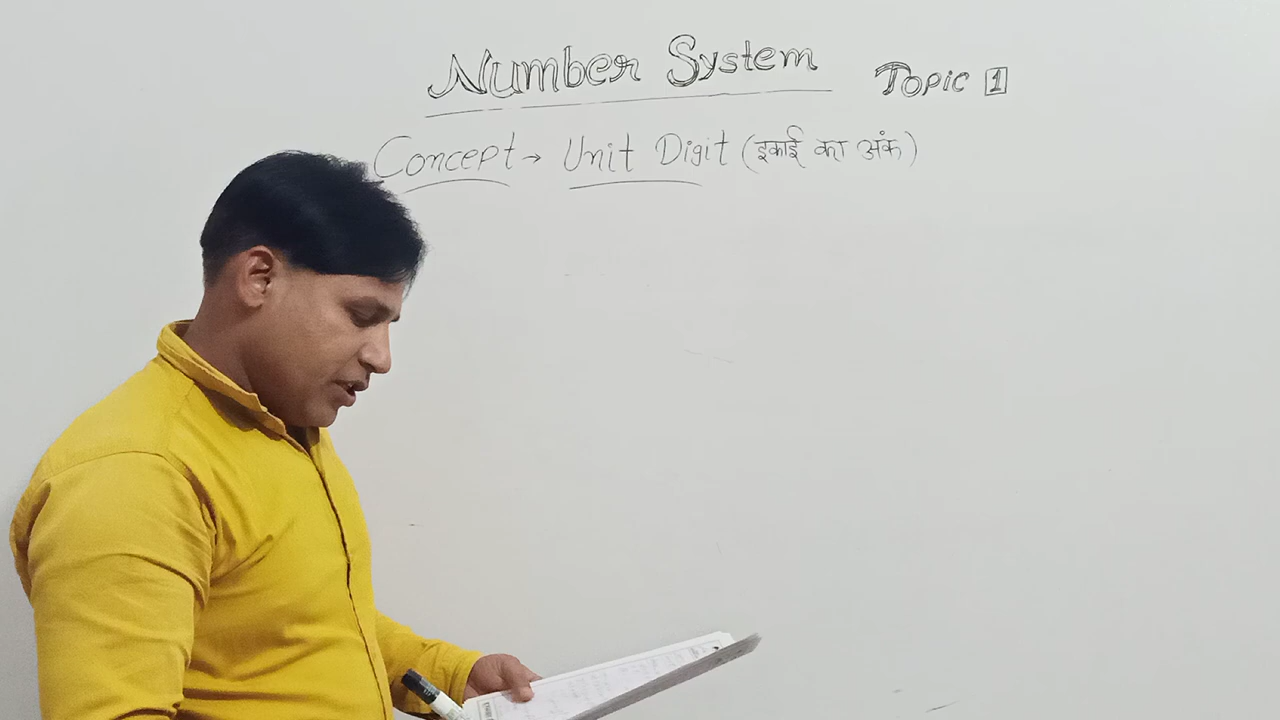 Number System Topic 1
Concept → Unit Digit (इकाई का अंक)